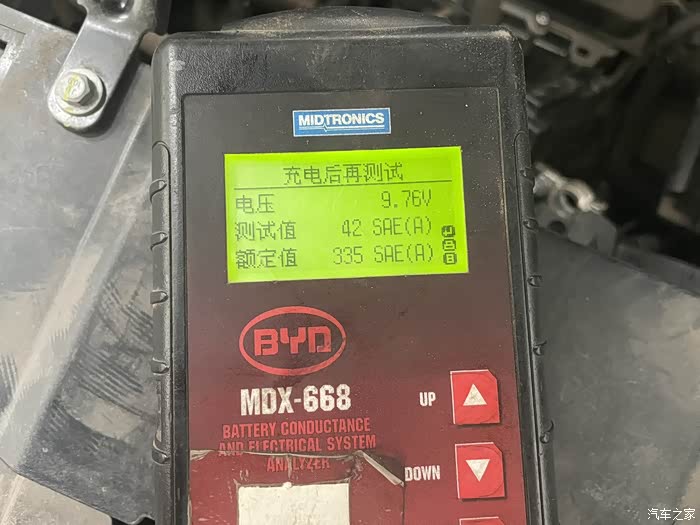 MIDTRONICS
充电后再测试
电压 9.76V
测试值 42 SAE(A)
额定值 335 SAE(A)
BYD
MDX-668
BATTERY CONDUCTANCE
AND ELECTRICAL SYSTEM
ANALYZER
UP
DOWN
汽车之家